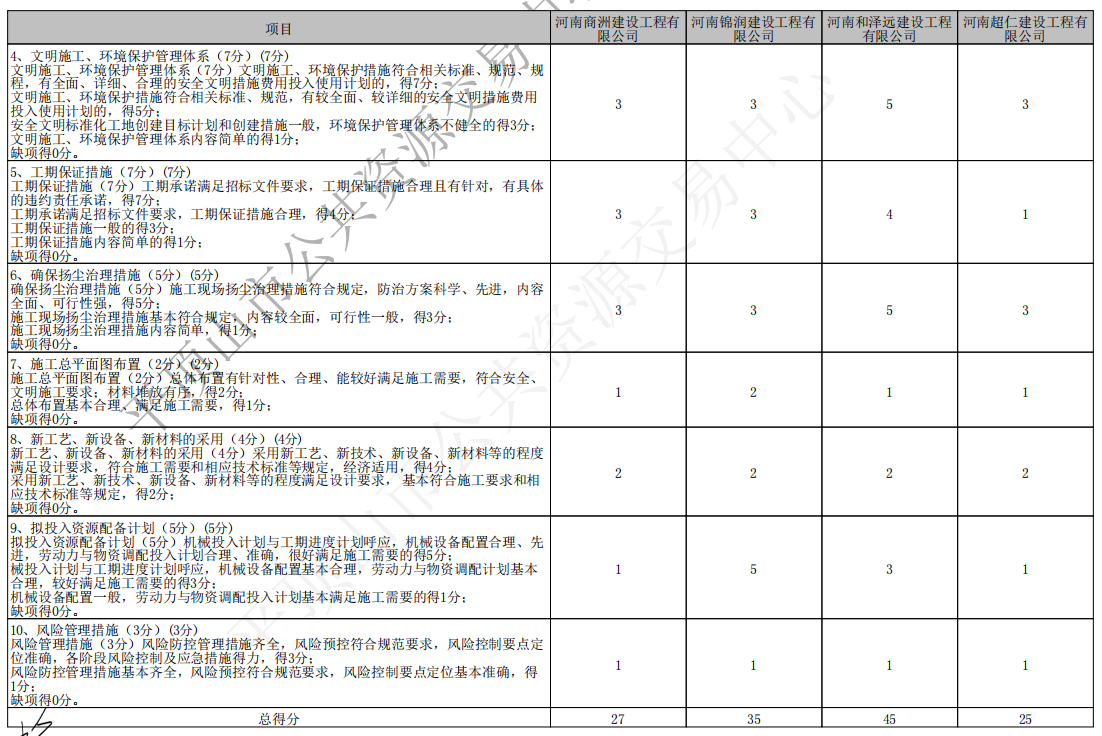 项目
河南商洲建设工程有
限公司
河南锦润建设工程有
限公司
河南和泽远建设工程
有限公司
河南超仁建设工程有
限公司
4、文明施工、环境保护管理体系（7分）(7分)
文明施工、环境保护管理体系（7分）文明施工、环境保护措施符合相关标准、规范、规
程，有全面、详细、合理的安全文明措施费用投入使用计划的，得7分；
文明施工、环境保护措施符合相关标准、规范，有较全面、较详细的安全文明措施费用
投入使用计划的，得5分；
安全文明标准化工地创建目标计划和创建措施一般，环境保护管理体系不健全的得3分；
文明施工、环境保护管理体系内容简单的得1分；
缺项得0分。
3 3 5 3
5、工期保证措施（7分）(7分)
工期保证措施（7分）工期承诺满足招标文件要求，工期保证措施合理且有针对，有具体
的违约责任承诺，得7分；
工期承诺满足招标文件要求，工期保证措施合理，得4分；
工期保证措施一般的得3分；
工期保证措施内容简单的得1分；
缺项得0分。
3 3 4 1
6、确保扬尘治理措施（5分）(5分)
确保扬尘治理措施（5分）施工现场扬尘治理措施符合规定，防治方案科学、先进，内容
全面、可行性强，得5分；
施工现场扬尘治理措施基本符合规定，内容较全面，可行性一般，得3分；
施工现场扬尘治理措施内容简单，得1分；
缺项得0分。
3 3 5 3
7、施工总平面图布置（2分）(2分)
施工总平面图布置（2分）总体布置有针对性、合理、能较好满足施工需要，符合安全、
文明施工要求；材料堆放有序，得2分；
总体布置基本合理、满足施工需要，得1分；
缺项得0分。
1 2 1 1
8、新工艺、新设备、新材料的采用（4分）(4分)
新工艺、新设备、新材料的采用（4分）采用新工艺、新技术、新设备、新材料等的程度
满足设计要求，符合施工需要和相应技术标准等规定，经济适用，得4分；
采用新工艺、新技术、新设备、新材料等的程度满足设计要求， 基本符合施工要求和相
应技术标准等规定，得2分；
缺项得0分。
2 2 2 2
9、拟投入资源配备计划（5分）(5分)
拟投入资源配备计划（5分）机械投入计划与工期进度计划呼应，机械设备配置合理、先
进，劳动力与物资调配投入计划合理、准确，很好满足施工需要的得5分；
械投入计划与工期进度计划呼应，机械设备配置基本合理，劳动力与物资调配计划基本
合理，较好满足施工需要的得3分；
机械设备配置一般，劳动力与物资调配投入计划基本满足施工需要的得1分；
缺项得0分。
1 5 3 1
10、风险管理措施（3分）(3分)
风险管理措施（3分）风险防控管理措施齐全，风险预控符合规范要求，风险控制要点定
位准确，各阶段风险控制及应急措施得力，得3分；
风险防控管理措施基本齐全，风险预控符合规范要求，风险控制要点定位基本准确，得
1分；
缺项得0分。
1 1 1 1
总得分 27 35 45 25
平顶山市公共资源交易中
平顶山市公共资源交易中心